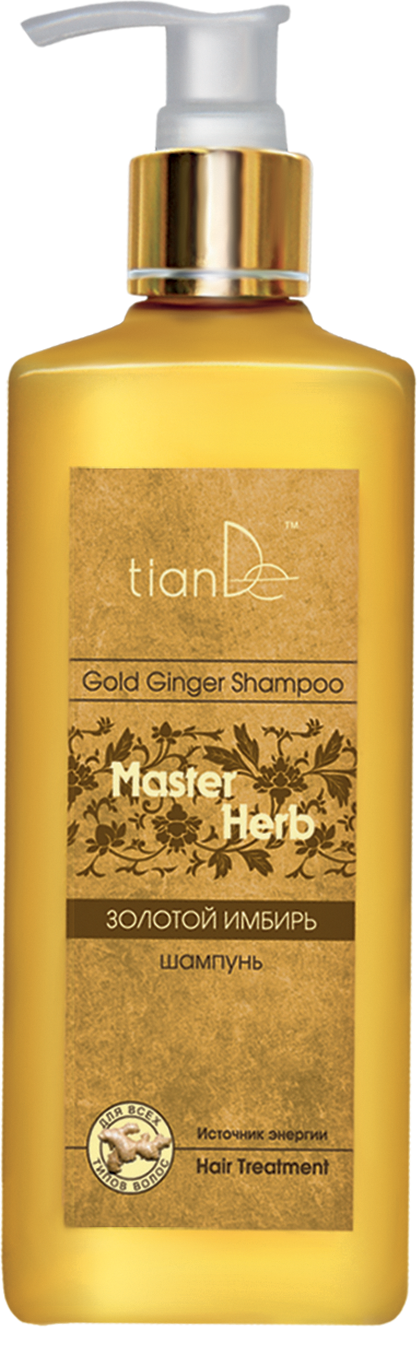 tianDe™
Gold Ginger Shampoo
Master
Herb
ЗОЛОТОЙ ИМБИРЬ
шампунь
ДЛЯ ВСЕХ
ТИПОВ ВОЛОС
Источник энергии
Hair Treatment